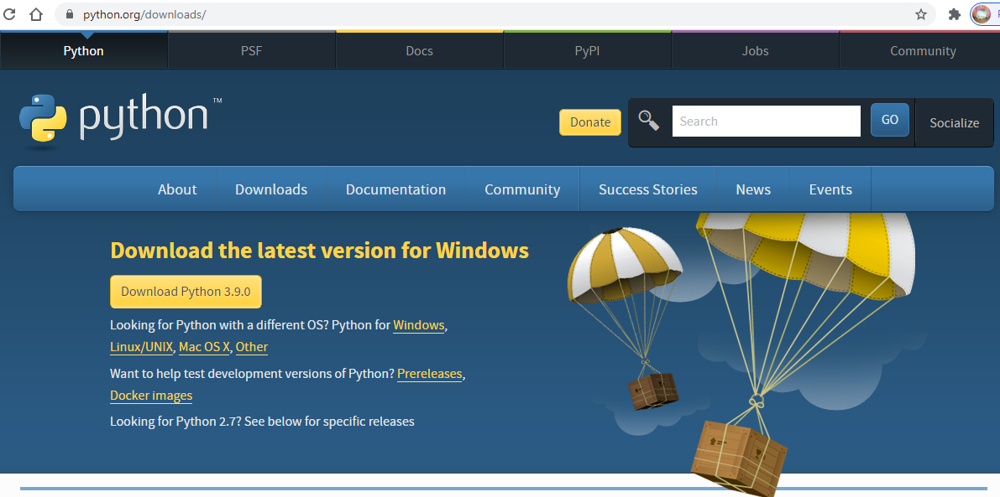 python.org/downloads/
Python PSF Docs PyPI Jobs Community
python™
Donate Search GO Socialize
About Downloads Documentation Community Success Stories News Events
Download the latest version for Windows
Download Python 3.9.0
Looking for Python with a different OS? Python for Windows,
Linux/UNIX, Mac OS X, Other
Want to help test development versions of Python? Prereleases,
Docker images
Looking for Python 2.7? See below for specific releases